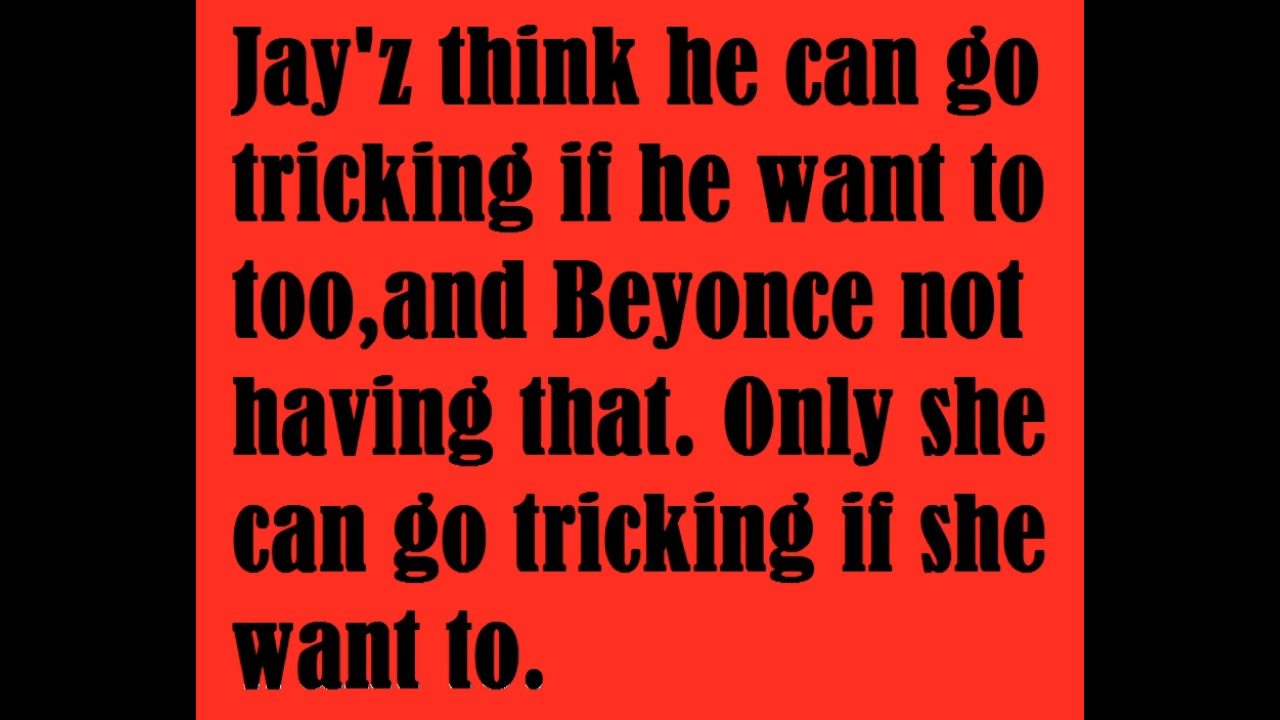 Jay'z think he can go
tricking if he want to
too,and Beyonce not
having that. Only she
can go tricking if she
want to.